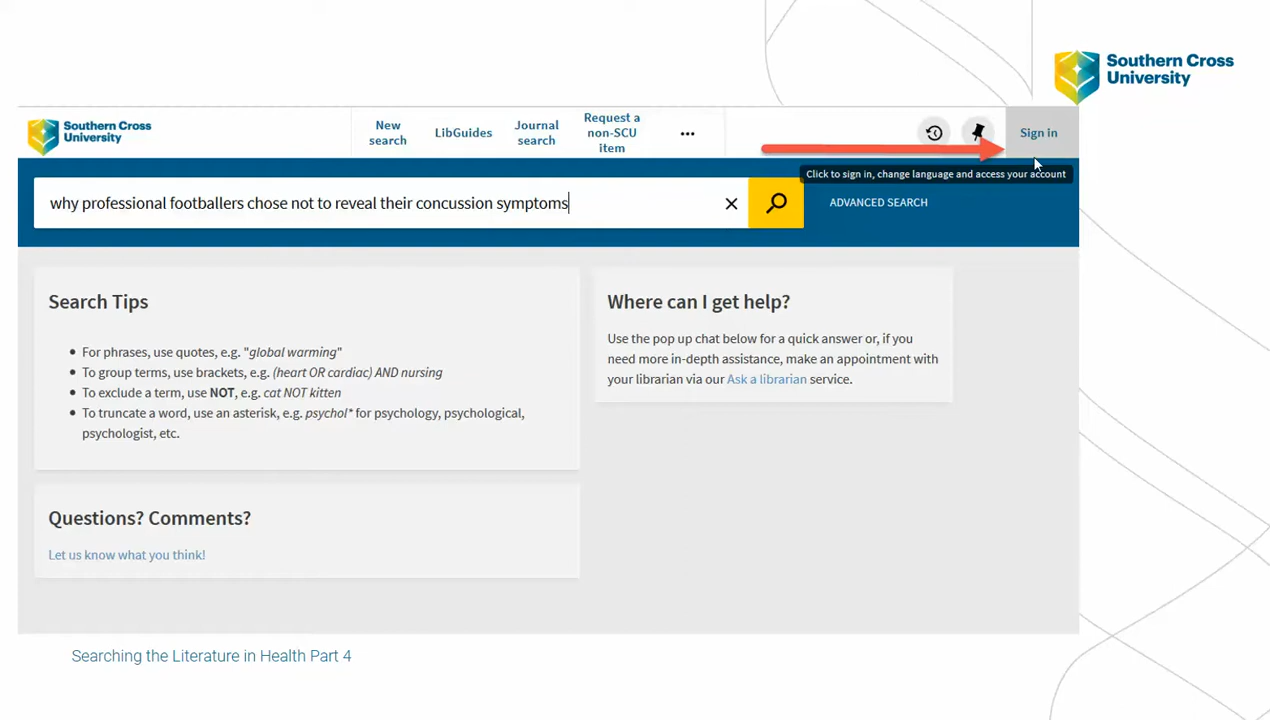 Southern Cross
University
Southern Cross
University
New
search
LibGuides
Journal
search
Request a
non-SCU
item
Sign in
Click to sign in, change language and access your account
why professional footballers chose not to reveal their concussion symptoms
ADVANCED SEARCH
Search Tips
• For phrases, use quotes, e.g. "global warming"
• To group terms, use brackets, e.g. (heart OR cardiac) AND nursing
• To exclude a term, use NOT, e.g. cat NOT kitten
• To truncate a word, use an asterisk, e.g. psychol* for psychology, psychological,
psychologist, etc.
Where can I get help?
Use the pop up chat below for a quick answer or, if you
need more in-depth assistance, make an appointment with
your librarian via our Ask a librarian service.
Questions? Comments?
Let us know what you think!
Searching the Literature in Health Part 4